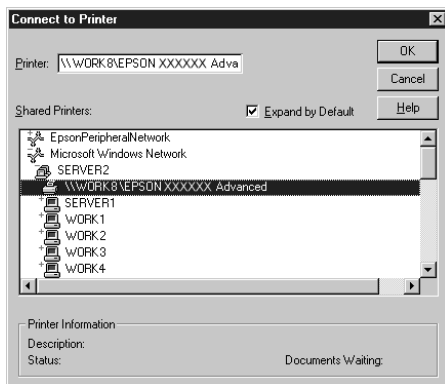 Connect to Printer
Printer: \\WORK8\EPSON XXXXXX Adva
OK
Cancel
Help
Shared Printers:
Expand by Default
EpsonPeripheralNetwork
Microsoft Windows Network
SERVER2
\\WORK8\EPSON XXXXXX Advanced
SERVER1
WORK1
WORK2
WORK3
WORK4
Printer Information
Description:
Status:
Documents Waiting: